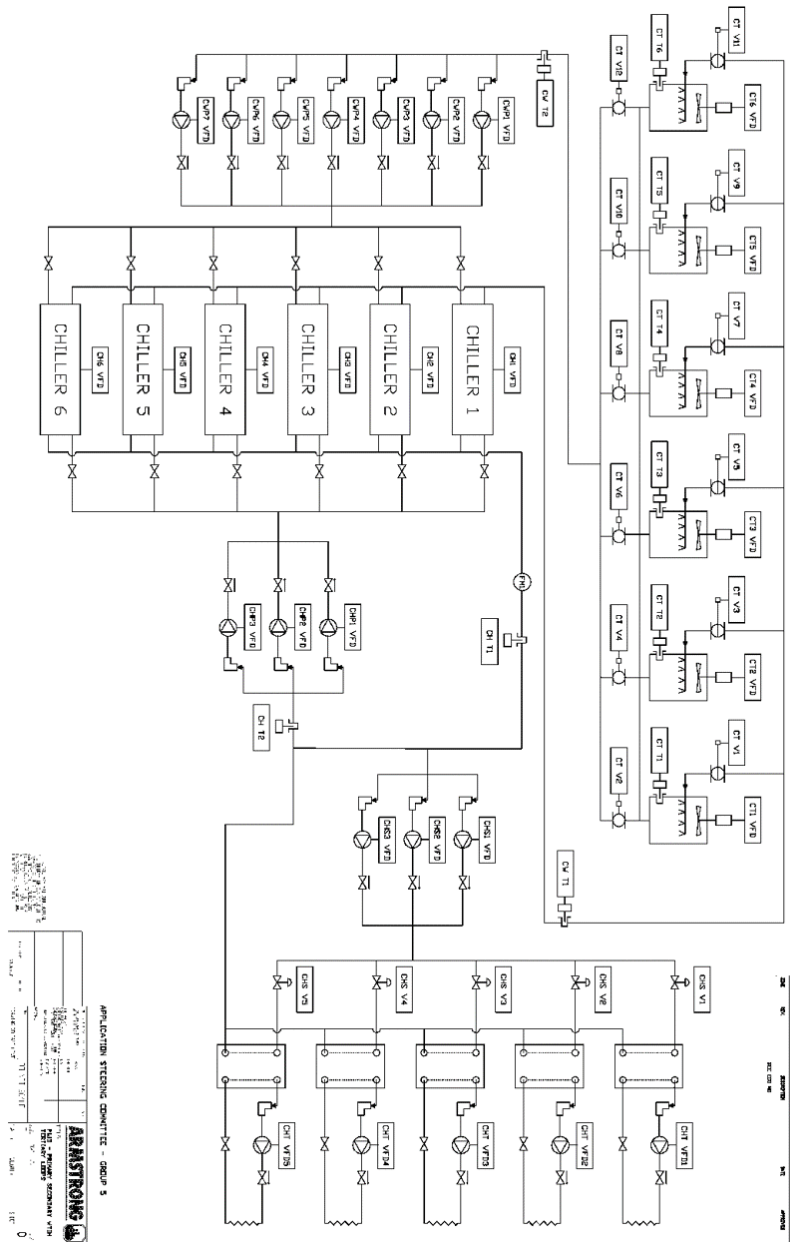 CT V11
CT T6
CT V12
CT6 VFD
CT V9
CT T5
CT V10
CT5 VFD
CT V7
CT T4
CT V8
CT4 VFD
CT V5
CT T3
CT V6
CT3 VFD
CT V3
CT T2
CT V4
CT2 VFD
CT V1
CT T1
CT V2
CT1 VFD
CW T2
CW T1
CWP1 VFD
CWP2 VFD
CWP3 VFD
CWP4 VFD
CWP5 VFD
CWP6 VFD
CWP7 VFD
CHILLER 1
CHILLER 2
CHILLER 3
CHILLER 4
CHILLER 5
CHILLER 6
CH1 VFD
CH2 VFD
CH3 VFD
CH4 VFD
CH5 VFD
CH6 VFD
FM1
CH T1
CHP1 VFD
CHP2 VFD
CHP3 VFD
CH T2
CHS1 VFD
CHS2 VFD
CHS3 VFD
CHS V1
CHS V2
CHS V3
CHS V4
CHS V5
CHT VFD1
CHT VFD2
CHT VFD3
CHT VFD4
CHT VFD5
APPLICATION STEERING COMMITTEE - GROUP 5
ARMSTRONG
PRIMARY SECONDARY WITH
TERTIARY LOOPS